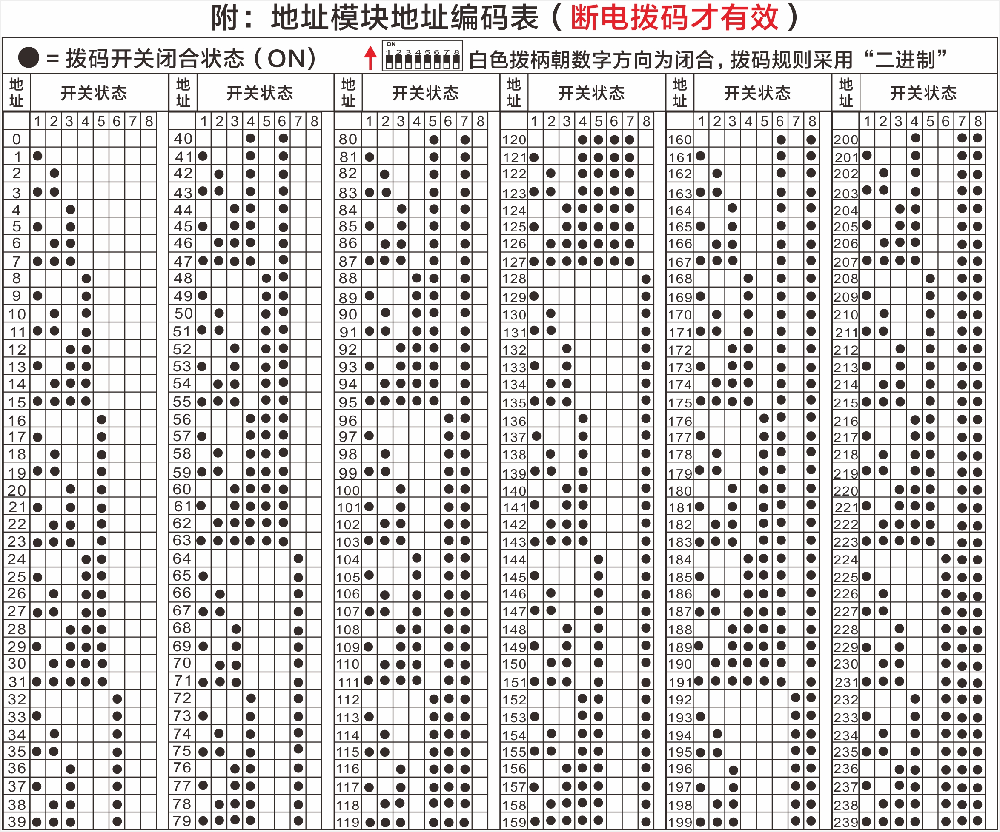 附：地址模块地址编码表（断电拨码才有效）
● = 拨码开关闭合状态（ON） ON 1 2 3 4 5 6 7 8 白色拨柄朝数字方向为闭合，拨码规则采用“二进制”
地址 开关状态 地址 开关状态 地址 开关状态 地址 开关状态 地址 开关状态 地址 开关状态
1 2 3 4 5 6 7 8 1 2 3 4 5 6 7 8 1 2 3 4 5 6 7 8 1 2 3 4 5 6 7 8 1 2 3 4 5 6 7 8 1 2 3 4 5 6 7 8
0 40 80 120 160 200
1 41 81 121 161 201
2 42 82 122 162 202
3 43 83 123 163 203
4 44 84 124 164 204
5 45 85 125 165 205
6 46 86 126 166 206
7 47 87 127 167 207
8 48 88 128 168 208
9 49 89 129 169 209
10 50 90 130 170 210
11 51 91 131 171 211
12 52 92 132 172 212
13 53 93 133 173 213
14 54 94 134 174 214
15 55 95 135 175 215
16 56 96 136 176 216
17 57 97 137 177 217
18 58 98 138 178 218
19 59 99 139 179 219
20 60 100 140 180 220
21 61 101 141 181 221
22 62 102 142 182 222
23 63 103 143 183 223
24 64 104 144 184 224
25 65 105 145 185 225
26 66 106 146 186 226
27 67 107 147 187 227
28 68 108 148 188 228
29 69 109 149 189 229
30 70 110 150 190 230
31 71 111 151 191 231
32 72 112 152 192 232
33 73 113 153 193 233
34 74 114 154 194 234
35 75 115 155 195 235
36 76 116 156 196 236
37 77 117 157 197 237
38 78 118 158 198 238
39 79 119 159 199 239